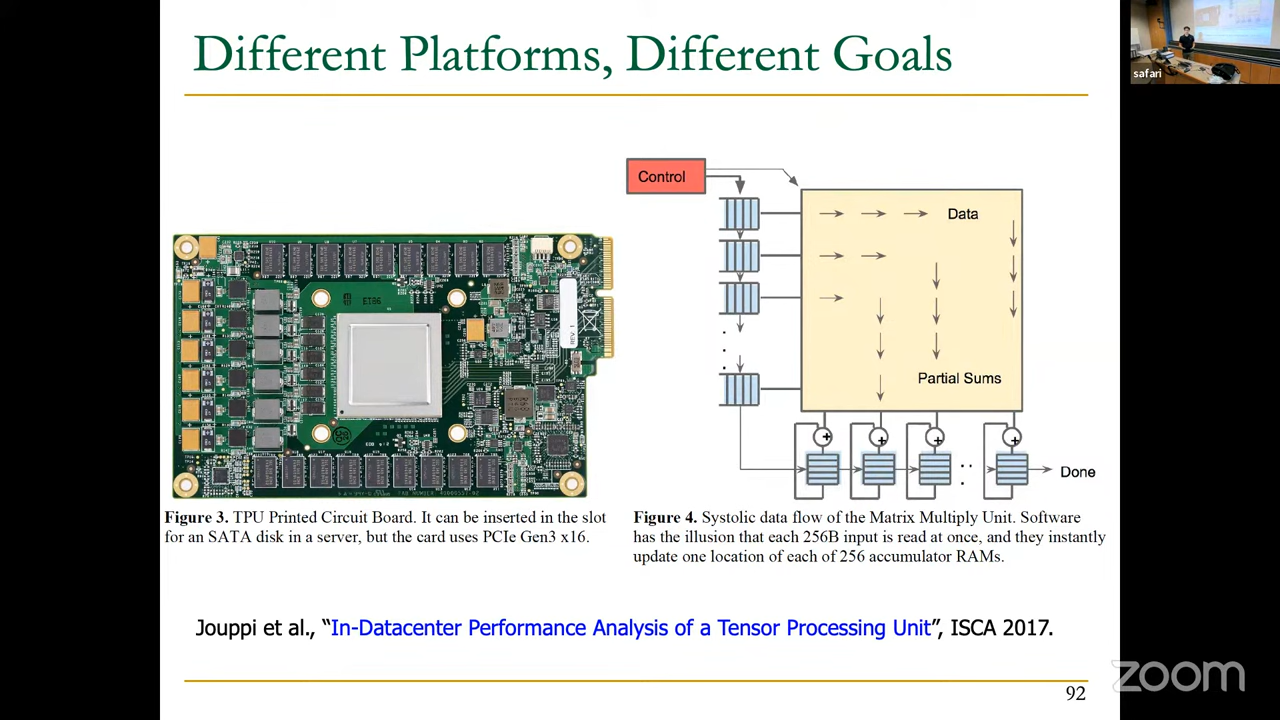 Different Platforms, Different Goals
safari
Control
Data
Partial Sums
Done
REV: 1
Figure 3. TPU Printed Circuit Board. It can be inserted in the slot
for an SATA disk in a server, but the card uses PCIe Gen3 x16.
Figure 4. Systolic data flow of the Matrix Multiply Unit. Software
has the illusion that each 256B input is read at once, and they instantly
update one location of each of 256 accumulator RAMs.
Jouppi et al., “In-Datacenter Performance Analysis of a Tensor Processing Unit”, ISCA 2017.
92
zoom